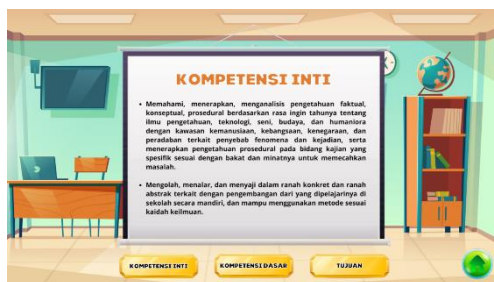 KOMPETENSI INTI
• Memahami, menerapkan, menganalisis pengetahuan faktual,
konseptual, prosedural berdasarkan rasa ingin tahunya tentang
ilmu pengetahuan, teknologi, seni, budaya, dan humaniora
dengan kawasan kemanusiaan, kebangsaan, kenegaraan, dan
peradaban terkait penyebab fenomena dan kejadian, serta
menerapkan pengetahuan prosedural pada bidang kajian yang
spesifik sesuai dengan bakat dan minatnya untuk memecahkan
masalah.
• Mengolah, menalar, dan menyaji dalam ranah konkret dan ranah
abstrak terkait dengan pengembangan dari yang dipelajarinya di
sekolah secara mandiri, dan mampu menggunakan metode sesuai
kaidah keilmuan.
KOMPETENSI INTI
KOMPETENSI DASAR
TUJUAN